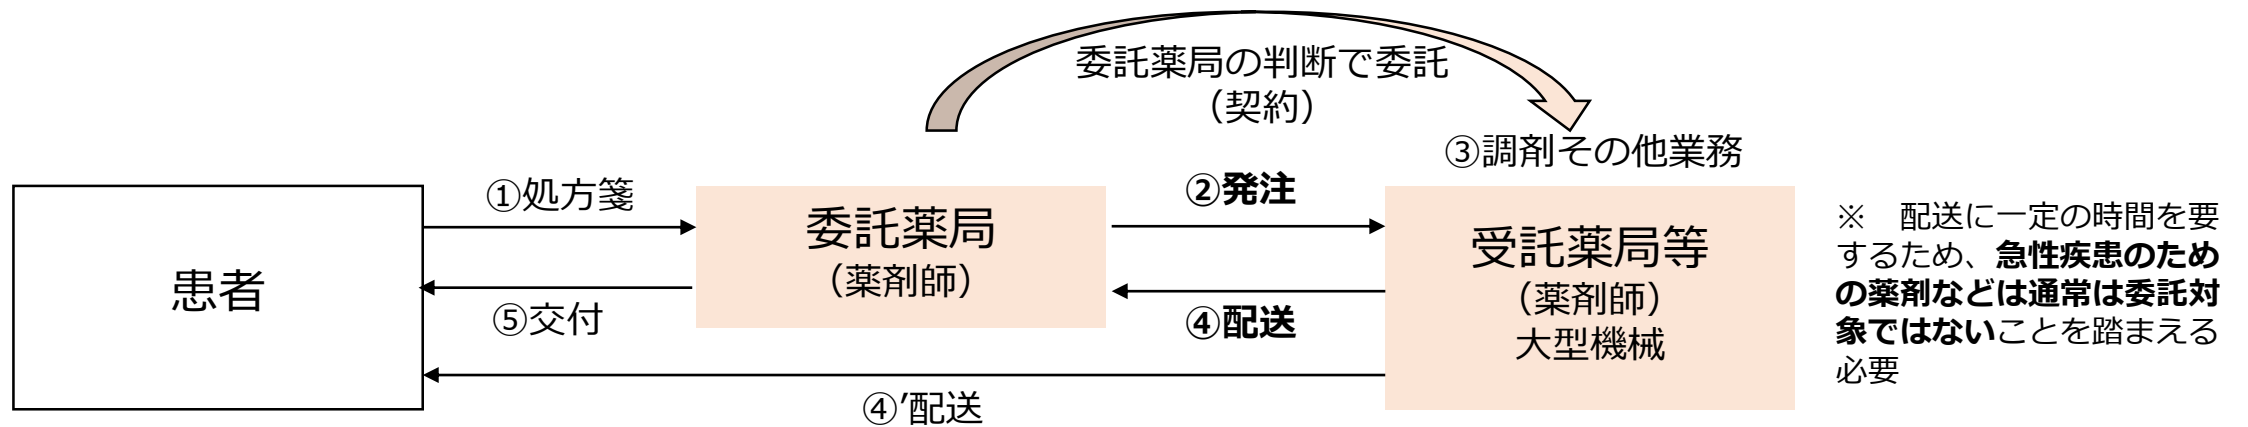 委託薬局の判断で委託
（契約）
③調剤その他業務
①処方箋
②発注
患者
委託薬局
（薬剤師）
受託薬局等
（薬剤師）
大型機械
⑤交付
④配送
④’配送
※　配送に一定の時間を要
するため、急性疾患のため
の薬剤などは通常は委託対
象ではないことを踏まえる
必要